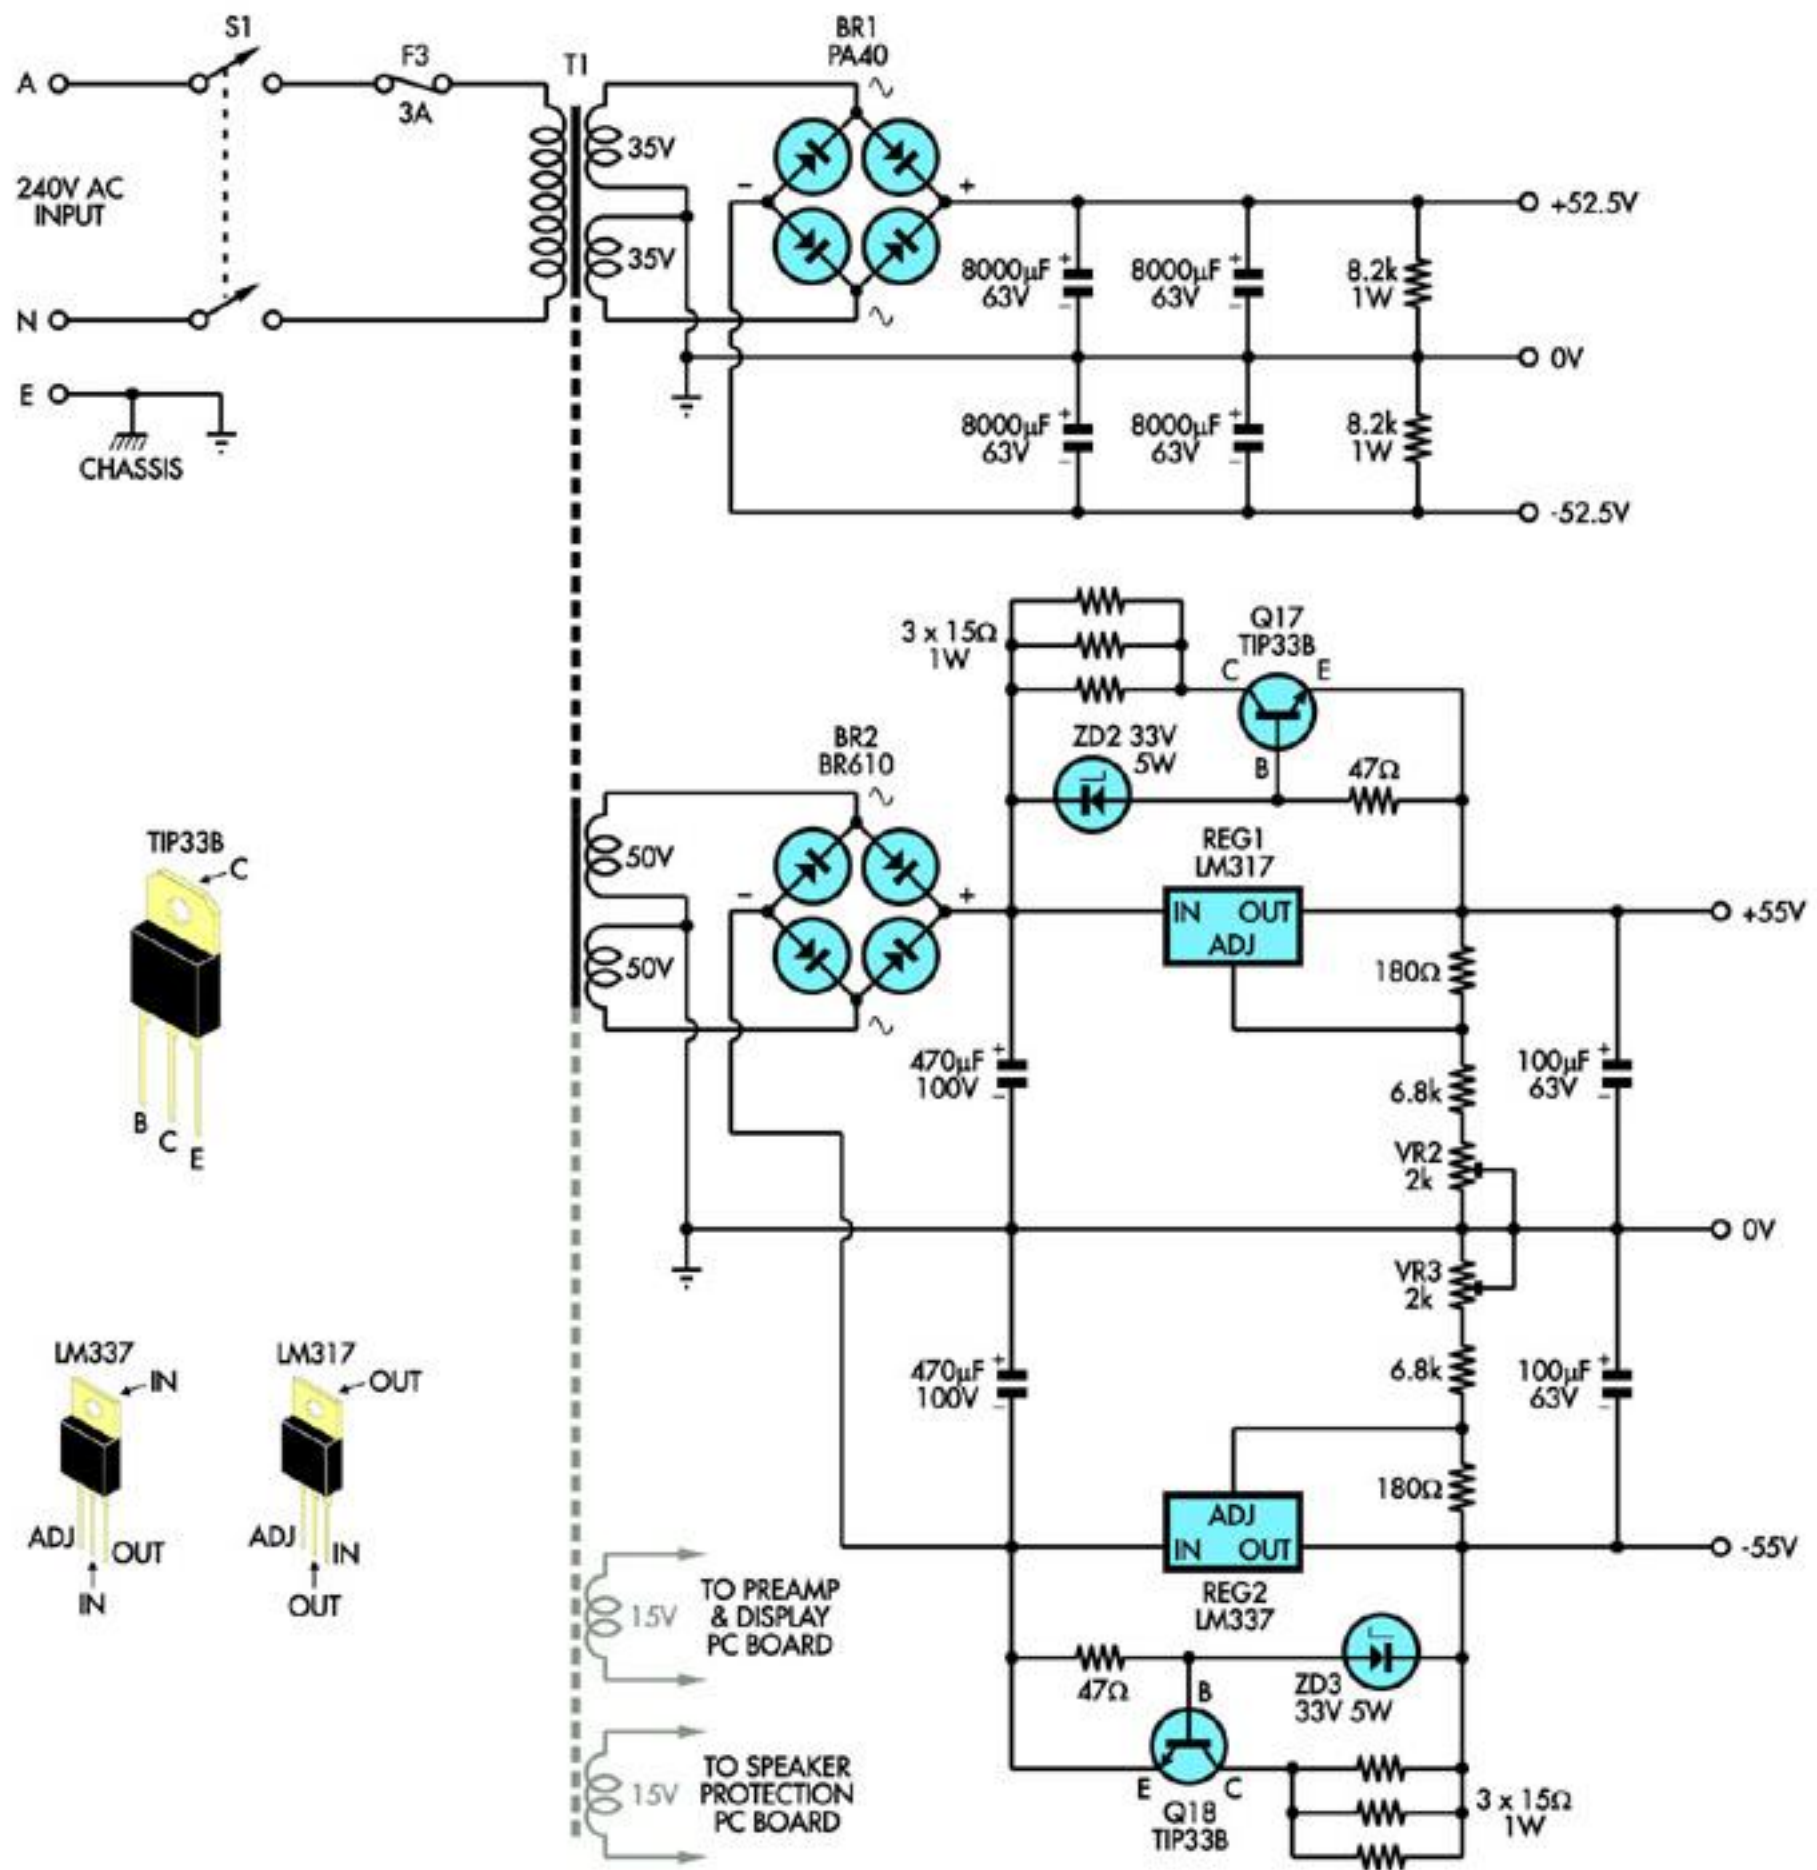 S1
F3
3A
T1
BR1
PA40
A
240V AC
INPUT
N
E
CHASSIS
35V
35V
∿
∿
-
+
8000µF
63V
+
-
8000µF
63V
+
-
8.2k
1W
8000µF
63V
+
-
8000µF
63V
+
-
8.2k
1W
+52.5V
0V
-52.5V
3 x 15Ω
1W
Q17
TIP33B
C
E
B
ZD2 33V
5W
47Ω
BR2
BR610
50V
50V
∿
∿
-
+
REG1
LM317
IN
OUT
ADJ
180Ω
470µF
100V
+
-
6.8k
100µF
63V
+
-
VR2
2k
+55V
0V
VR3
2k
470µF
100V
+
-
6.8k
100µF
63V
+
-
180Ω
ADJ
IN
OUT
REG2
LM337
-55V
47Ω
B
ZD3
33V 5W
E
C
Q18
TIP33B
3 x 15Ω
1W
TIP33B
C
B
C
E
LM337
IN
ADJ
OUT
IN
LM317
OUT
ADJ
IN
OUT
15V
TO PREAMP
& DISPLAY
PC BOARD
15V
TO SPEAKER
PROTECTION
PC BOARD